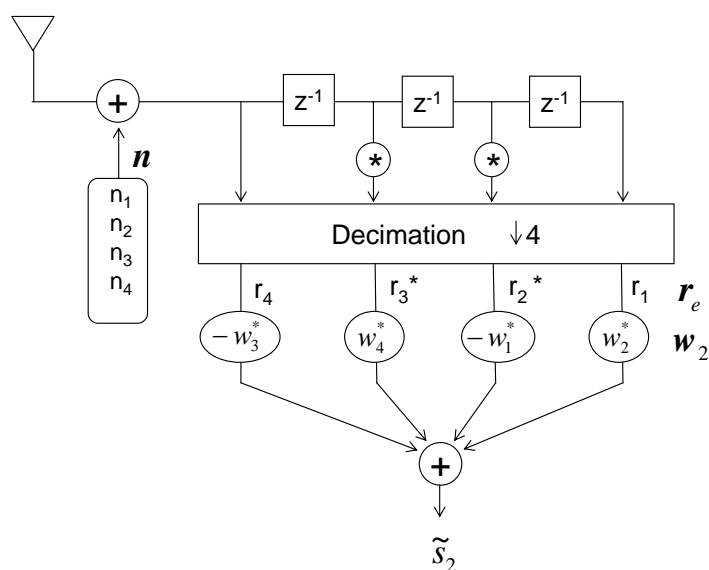 z⁻¹ z⁻¹ z⁻¹
+
* *
n
n₁
n₂
n₃
n₄
Decimation ↓4
r₄ r₃* r₂* r₁ rₑ
−w₃* w₄* −w₁* w₂* w₂
+
s̃₂